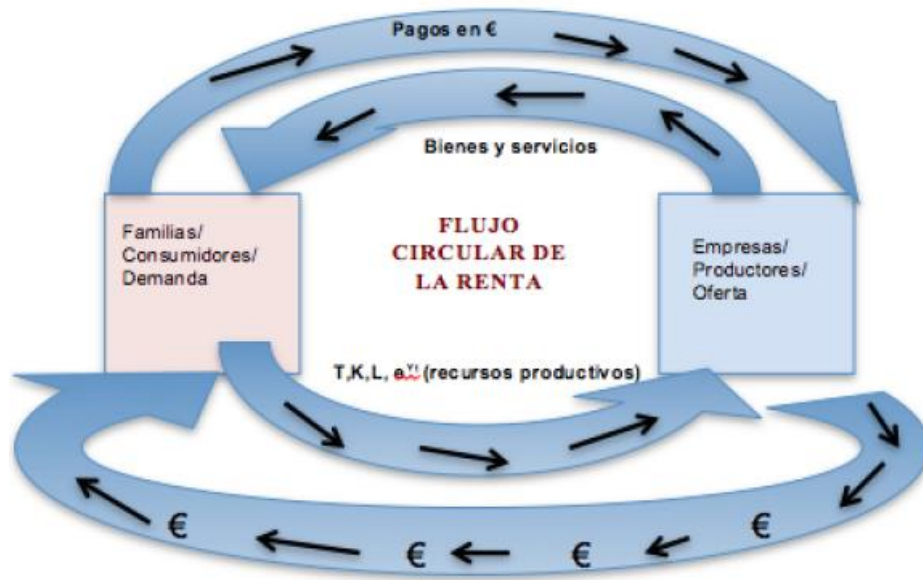 Pagos en €
Bienes y servicios
FLUJO
CIRCULAR DE
LA RENTA
Familias/
Consumidores/
Demanda
Empresas/
Productores/
Oferta
T,K,L, (recursos productivos)
€ € € €